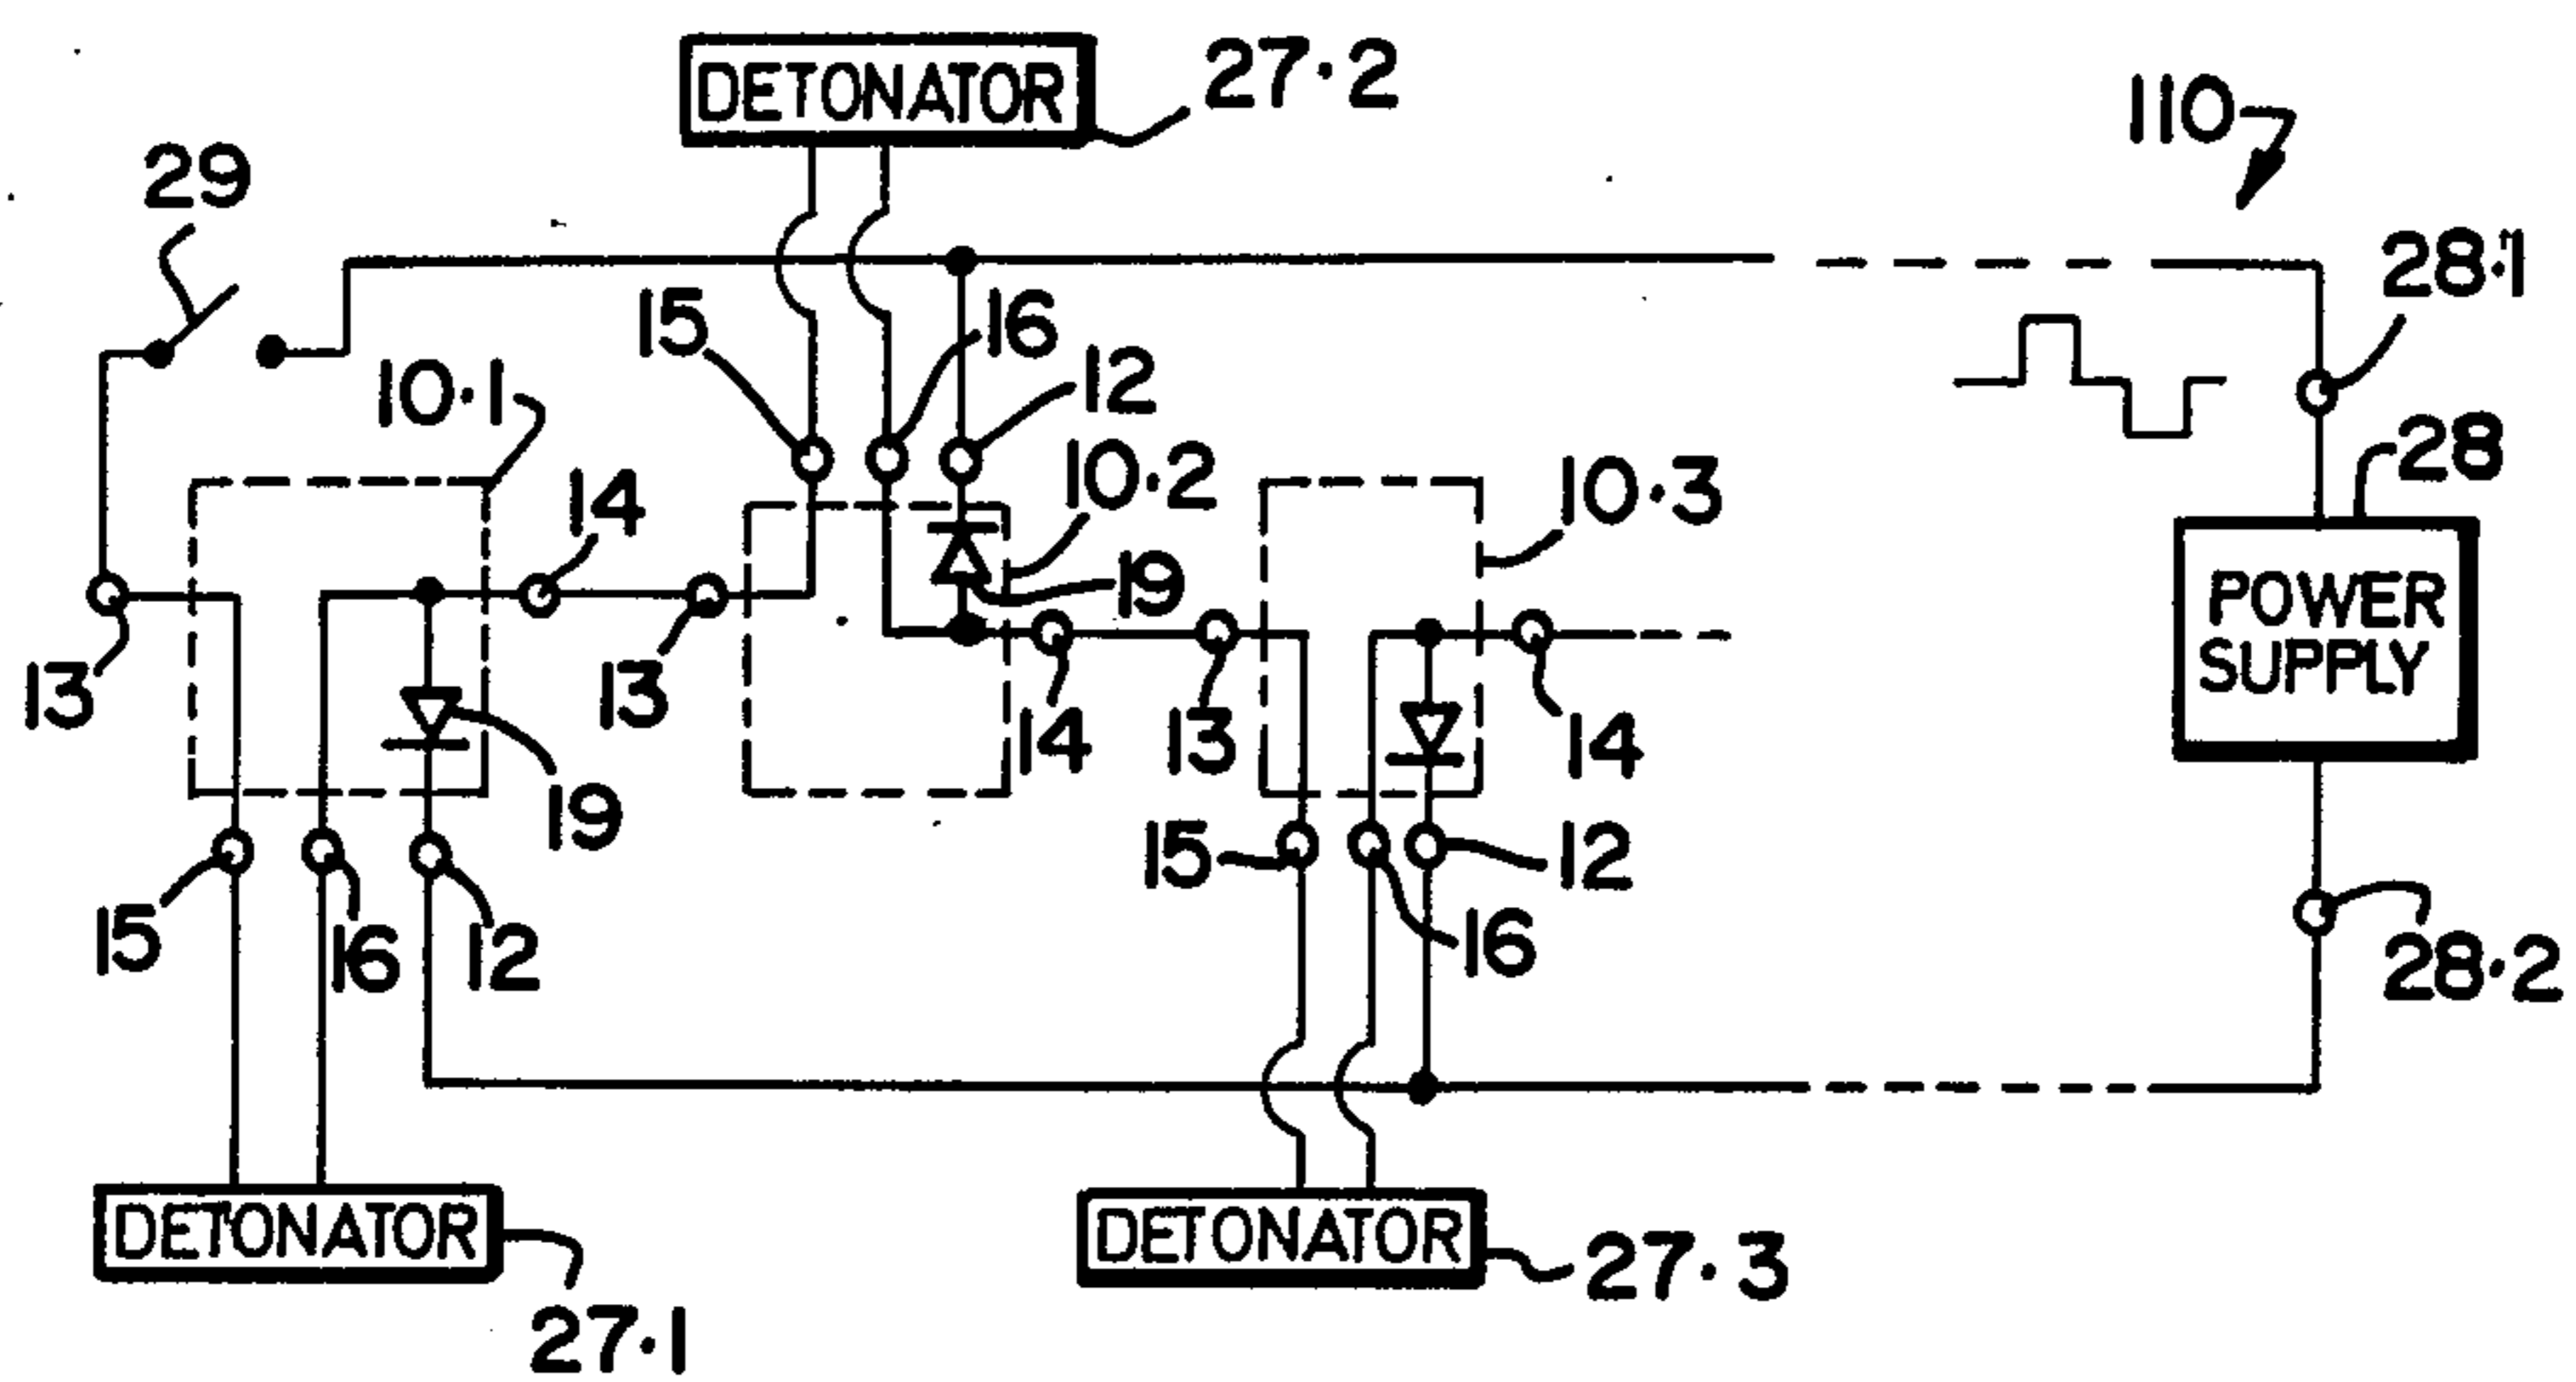 DETONATOR 27·2
110
29
28·1
15 16
12
10·1
10·2
28
14
10·3
19
POWER
SUPPLY
13 13
14 13 14
19
15 12
15 16 12
16
28·2
DETONATOR
DETONATOR
27·3
27·1